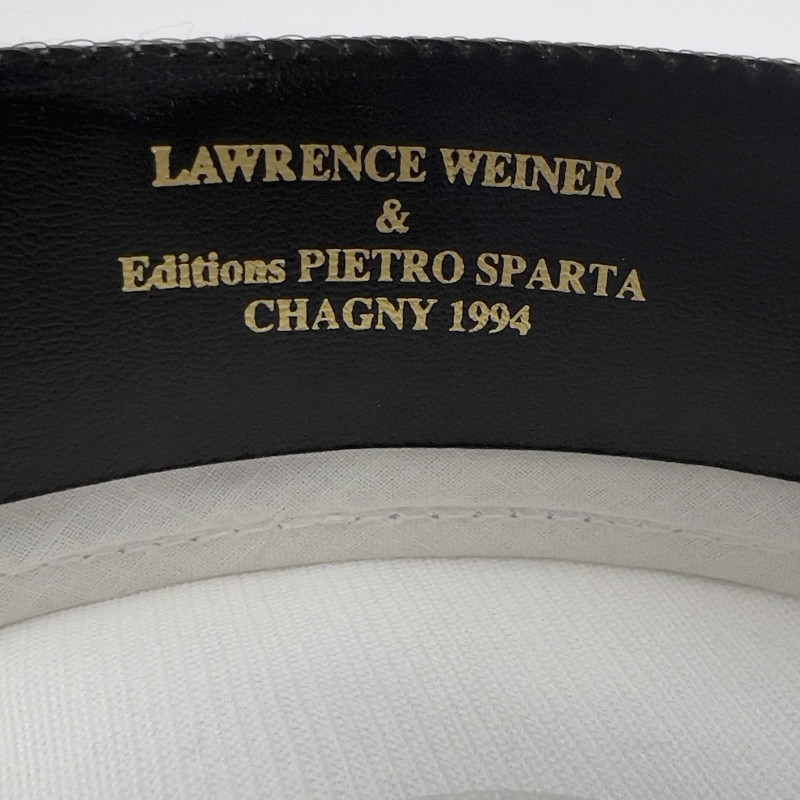 LAWRENCE WEINER
&
Editions PIETRO SPARTA
CHAGNY 1994